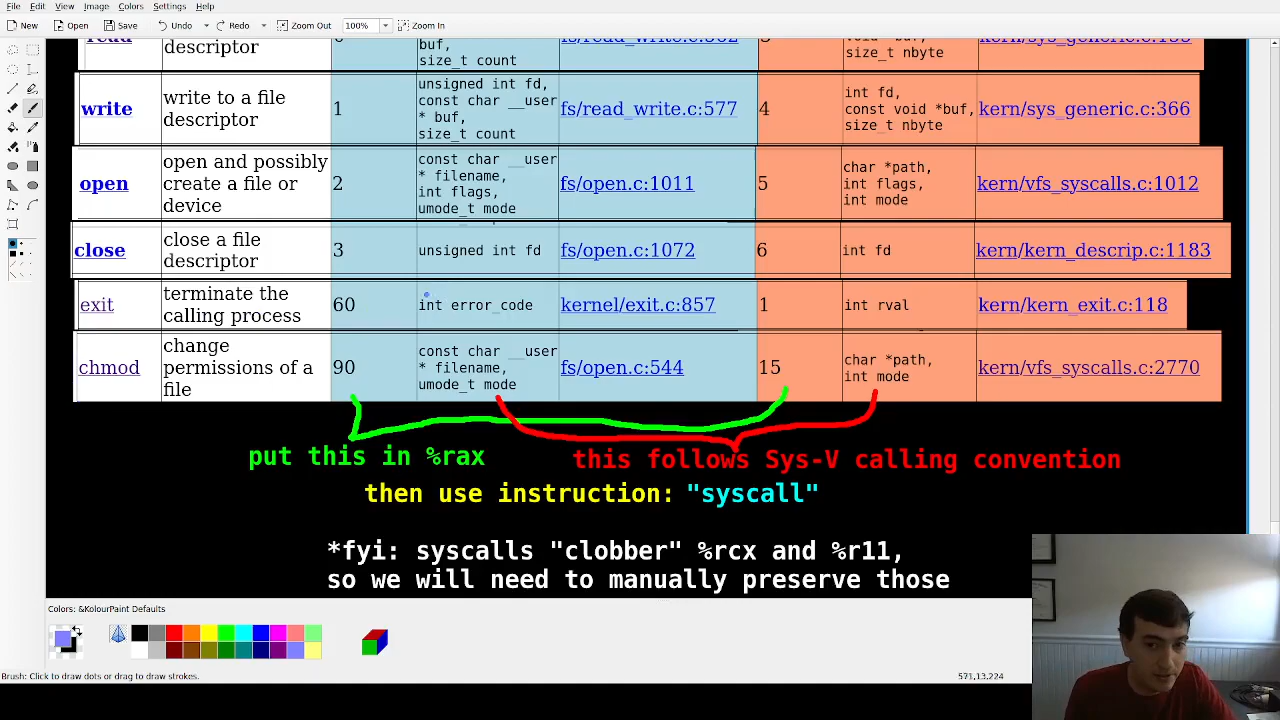 File Edit View Image Colors Settings Help
New Open Save Undo Redo Zoom Out 100% Zoom In
read descriptor buf, size_t count size_t nbyte
write write to a file descriptor 1 unsigned int fd, const char __user * buf, size_t count fs/read_write.c:577 4 int fd, const void *buf, size_t nbyte kern/sys_generic.c:366
open open and possibly create a file or device 2 const char __user * filename, int flags, umode_t mode fs/open.c:1011 5 char *path, int flags, int mode kern/vfs_syscalls.c:1012
close close a file descriptor 3 unsigned int fd fs/open.c:1072 6 int fd kern/kern_descrip.c:1183
exit terminate the calling process 60 int error_code kernel/exit.c:857 1 int rval kern/kern_exit.c:118
chmod change permissions of a file 90 const char __user * filename, umode_t mode fs/open.c:544 15 char *path, int mode kern/vfs_syscalls.c:2770
put this in %rax this follows Sys-V calling convention
then use instruction: "syscall"
*fyi: syscalls "clobber" %rcx and %r11,
so we will need to manually preserve those
Colors: &KolourPaint Defaults
Brush: Click to draw dots or drag to draw strokes. 571,13,224